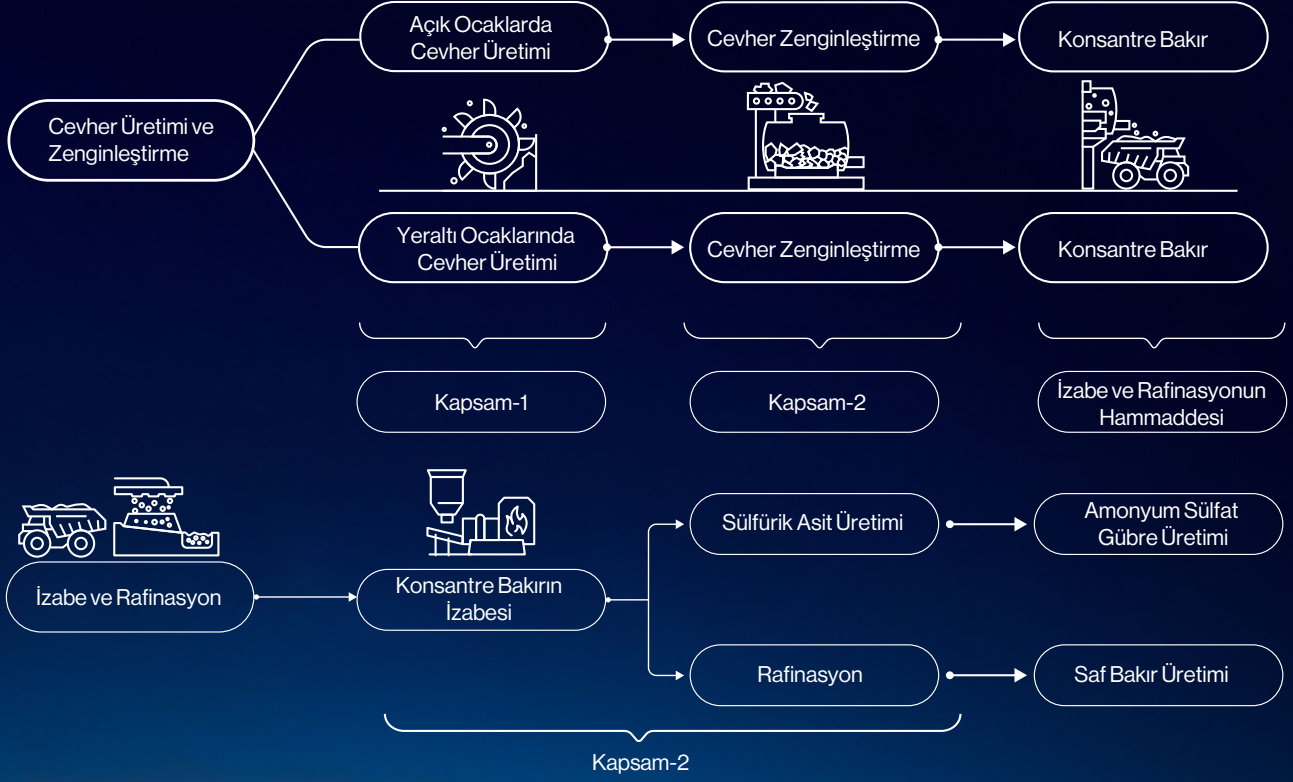 Açık Ocaklarda
Cevher Üretimi
Cevher Zenginleştirme
Konsantre Bakır
Cevher Üretimi ve
Zenginleştirme
Yeraltı Ocaklarında
Cevher Üretimi
Cevher Zenginleştirme
Konsantre Bakır
Kapsam-1
Kapsam-2
İzabe ve Rafinasyonun
Hammaddesi
İzabe ve Rafinasyon
Konsantre Bakırın
İzabesi
Sülfürik Asit Üretimi
Amonyum Sülfat
Gübre Üretimi
Rafinasyon
Saf Bakır Üretimi
Kapsam-2